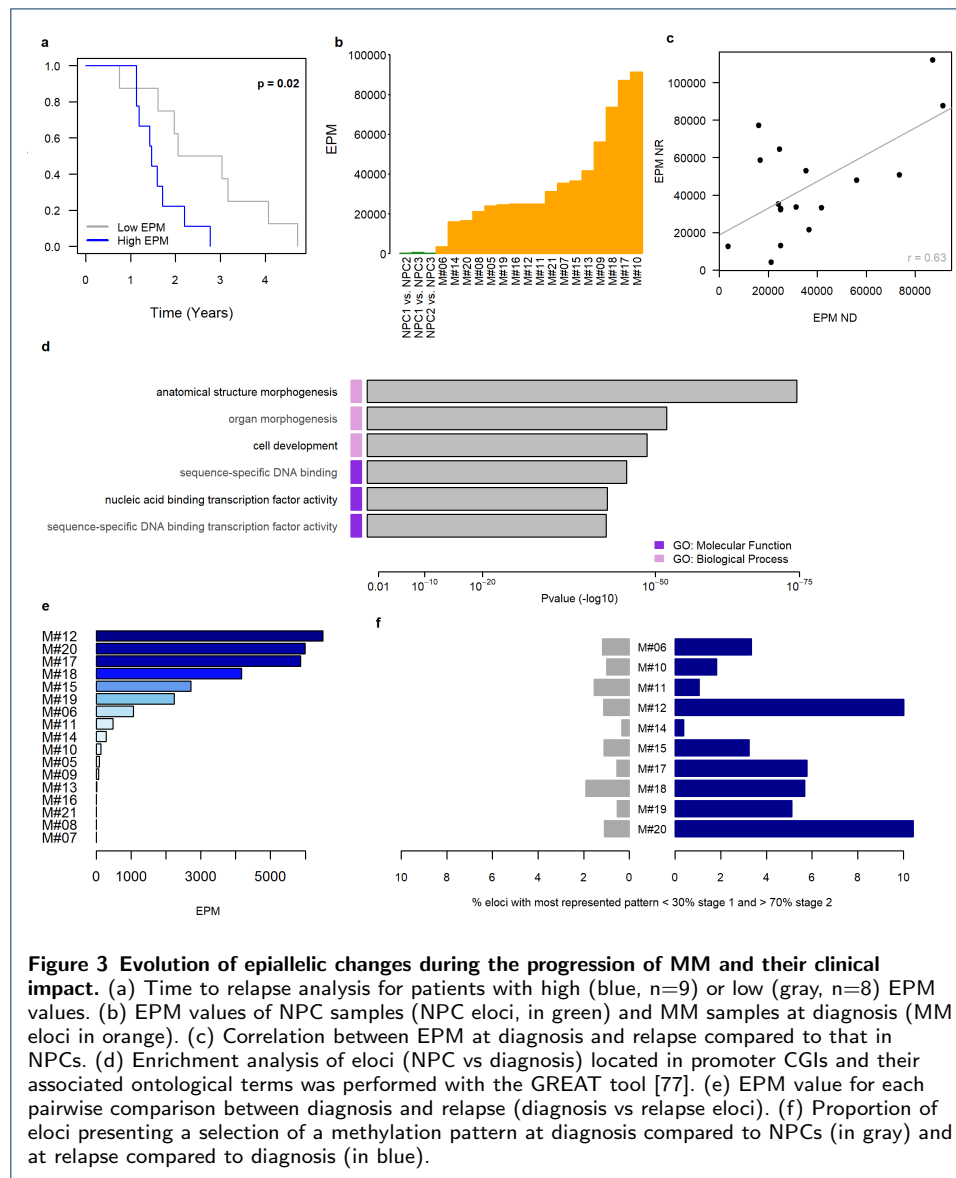 a
1.0
0.8
0.6
0.4
0.2
0.0
p = 0.02
Low EPM
High EPM
0 1 2 3 4
Time (Years)
b
100000
80000
60000
40000
20000
0
EPM
NPC1 vs. NPC2
NPC1 vs. NPC3
NPC2 vs. NPC3
M#06
M#14
M#20
M#08
M#05
M#19
M#16
M#12
M#11
M#21
M#07
M#15
M#13
M#09
M#18
M#17
M#10
c
100000
80000
60000
40000
20000
0
EPM NR
r = 0.63
0 20000 40000 60000 80000
EPM ND
d
anatomical structure morphogenesis
organ morphogenesis
cell development
sequence-specific DNA binding
nucleic acid binding transcription factor activity
sequence-specific DNA binding transcription factor activity
GO: Molecular Function
GO: Biological Process
0.01 10^-10 10^-20 10^-50 10^-75
Pvalue (-log10)
e
M#12
M#20
M#17
M#18
M#15
M#19
M#06
M#11
M#14
M#10
M#05
M#09
M#13
M#16
M#21
M#08
M#07
0 1000 3000 5000
EPM
f
M#06
M#10
M#11
M#12
M#14
M#15
M#17
M#18
M#19
M#20
10 8 6 4 2 0 0 2 4 6 8 10
% eloci with most represented pattern < 30% stage 1 and > 70% stage 2
Figure 3 Evolution of epiallelic changes during the progression of MM and their clinical
impact. (a) Time to relapse analysis for patients with high (blue, n=9) or low (gray, n=8) EPM
values. (b) EPM values of NPC samples (NPC eloci, in green) and MM samples at diagnosis (MM
eloci in orange). (c) Correlation between EPM at diagnosis and relapse compared to that in
NPCs. (d) Enrichment analysis of eloci (NPC vs diagnosis) located in promoter CGIs and their
associated ontological terms was performed with the GREAT tool [77]. (e) EPM value for each
pairwise comparison between diagnosis and relapse (diagnosis vs relapse eloci). (f) Proportion of
eloci presenting a selection of a methylation pattern at diagnosis compared to NPCs (in gray) and
at relapse compared to diagnosis (in blue).